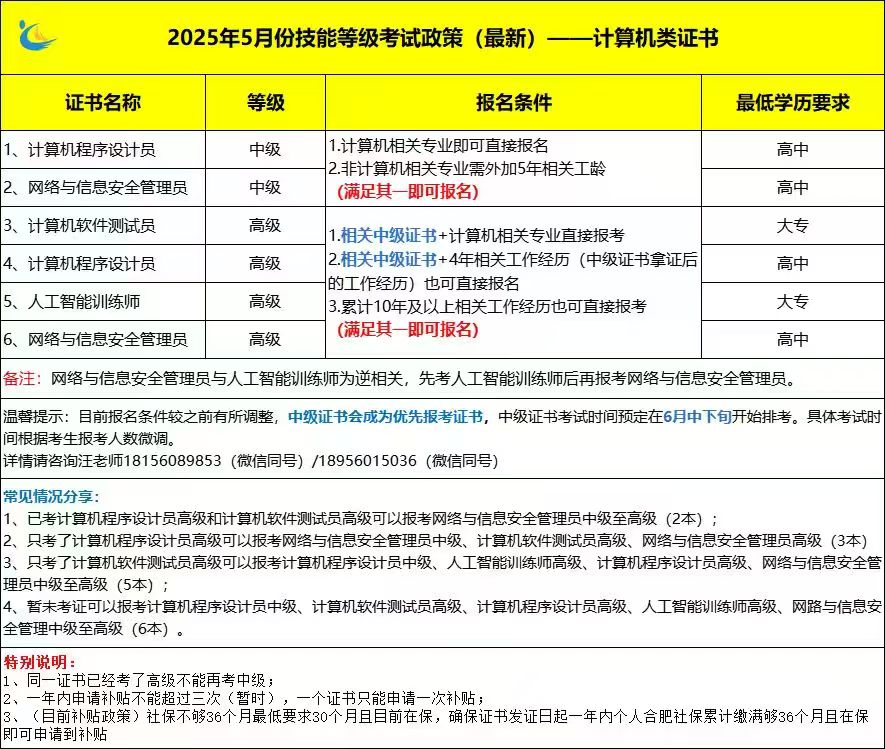 2025年5月份技能等级考试政策（最新）——计算机类证书
证书名称 等级 报名条件 最低学历要求
1、计算机程序设计员 中级 高中
2、网络与信息安全管理员 中级 高中
1.计算机相关专业即可直接报名
2.非计算机相关专业需外加5年相关工龄
（满足其一即可报名）
3、计算机软件测试员 高级 大专
4、计算机程序设计员 高级 高中
5、人工智能训练师 高级 大专
6、网络与信息安全管理员 高级 高中
1.相关中级证书+计算机相关专业直接报考
2.相关中级证书+4年相关工作经历（中级证书拿证后
的工作经历）也可直接报名
3.累计10年及以上相关工作经历也可直接报考
（满足其一即可报名）
备注：网络与信息安全管理员与人工智能训练师为逆相关，先考人工智能训练师后再报考网络与信息安全管理员。
温馨提示：目前报名条件较之前有所调整，中级证书会成为优先报考证书，中级证书考试时间预定在6月中下旬开始排考。具体考试时
间根据考生报考人数微调。
详情请咨询汪老师18156089853（微信同号）/18956015036（微信同号）
常见情况分享：
1、已考计算机程序设计员高级和计算机软件测试员高级可以报考网络与信息安全管理员中级至高级（2本）；
2、只考了计算机程序设计员高级可以报考网络与信息安全管理员中级、计算机软件测试员高级、网络与信息安全管理员高级（3本）
3、只考了计算机软件测试员高级可以报考计算机程序设计员中级、人工智能训练师高级、计算机程序设计员高级、网络与信息安全管
理员中级至高级（5本）；
4、暂未考证可以报考计算机程序设计员中级、计算机软件测试员高级、计算机程序设计员高级、人工智能训练师高级、网路与信息安
全管理中级至高级（6本）。
特别说明：
1、同一证书已经考了高级不能再考中级；
2、一年内申请补贴不能超过三次（暂时），一个证书只能申请一次补贴；
3、（目前补贴政策）社保不够36个月最低要求30个月且目前在保，确保证书发证日起一年内个人合肥社保累计缴满够36个月且在保
即可申请到补贴